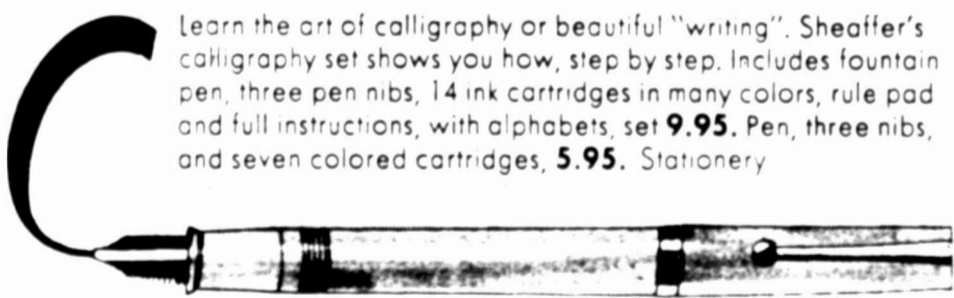 Learn the art of calligraphy or beautiful "writing". Sheaffer's
calligraphy set shows you how, step by step. Includes fountain
pen, three pen nibs, 14 ink cartridges in many colors, rule pad
and full instructions, with alphabets, set 9.95. Pen, three nibs,
and seven colored cartridges, 5.95. Stationery